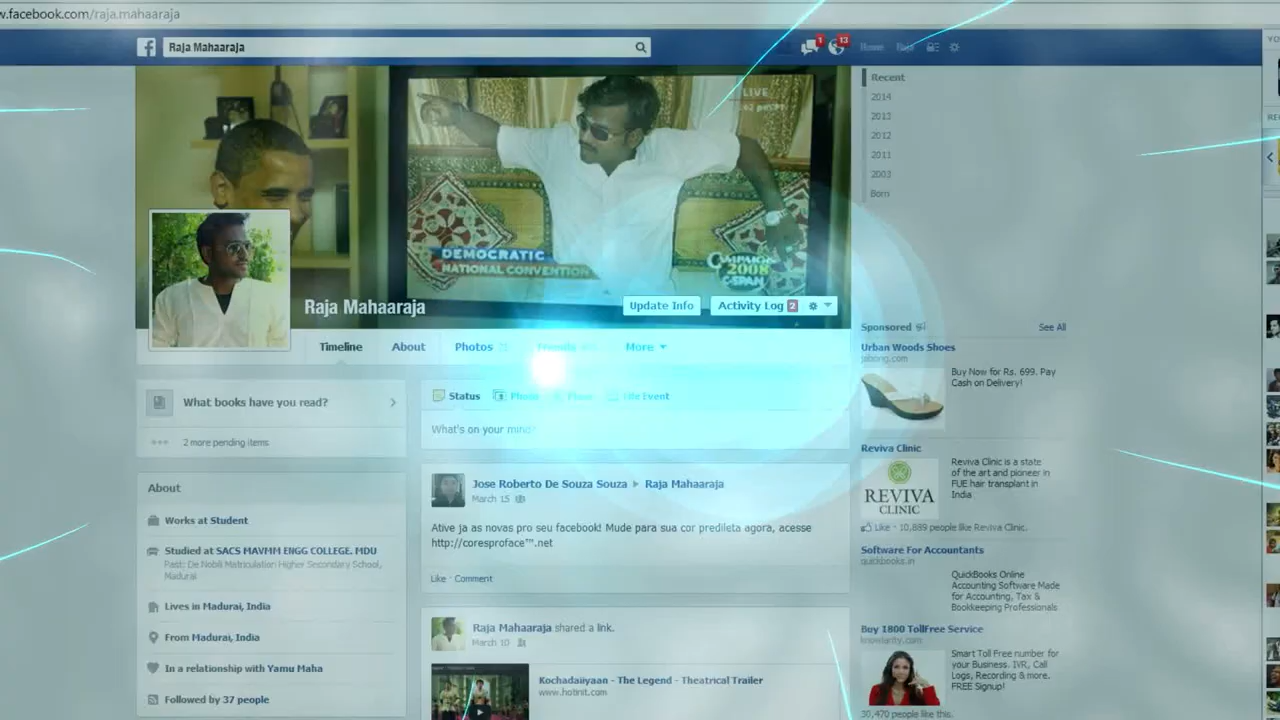 w.facebook.com/raja.mahaaraja
Raja Mahaaraja
1
13
Home
LIVE
DEMOCRATIC
NATIONAL CONVENTION
CAMPAIGN
2008
C-SPAN
Raja Mahaaraja
Update Info
Activity Log 2
Timeline
About
Photos
More
Recent
2014
2013
2012
2011
2003
Born
What books have you read?
2 more pending items
About
Works at Student
Studied at SACS MAVMM ENGG COLLEGE. MDU
Past: De Nobili Matriculation Higher Secondary School,
Madurai
Lives in Madurai, India
From Madurai, India
In a relationship with Yamu Maha
Followed by 37 people
Status
Life Event
What's on your mind?
Jose Roberto De Souza Souza ▸ Raja Mahaaraja
March 15
Ative ja as novas pro seu facebook! Mude para sua cor predileta agora, acesse
http://coresproface™.net
Like · Comment
Raja Mahaaraja shared a link.
March 10
Kochadaiiyaan - The Legend - Theatrical Trailer
www.hotinit.com
Sponsored
See All
Urban Woods Shoes
jabong.com
Buy Now for Rs. 699. Pay
Cash on Delivery!
Reviva Clinic
REVIVA
CLINIC
Reviva Clinic is a state
of the art and pioneer in
FUE hair transplant in
India
Like · 10,889 people like Reviva Clinic.
Software For Accountants
quickbooks.in
QuickBooks Online
Accounting Software Made
for Accounting, Tax &
Bookkeeping Professionals
Buy 1800 TollFree Service
knowlarity.com
Smart Toll Free number for
your Business. IVR, Call
Logs, Recording & more.
FREE Signup!
30,470 people like this.